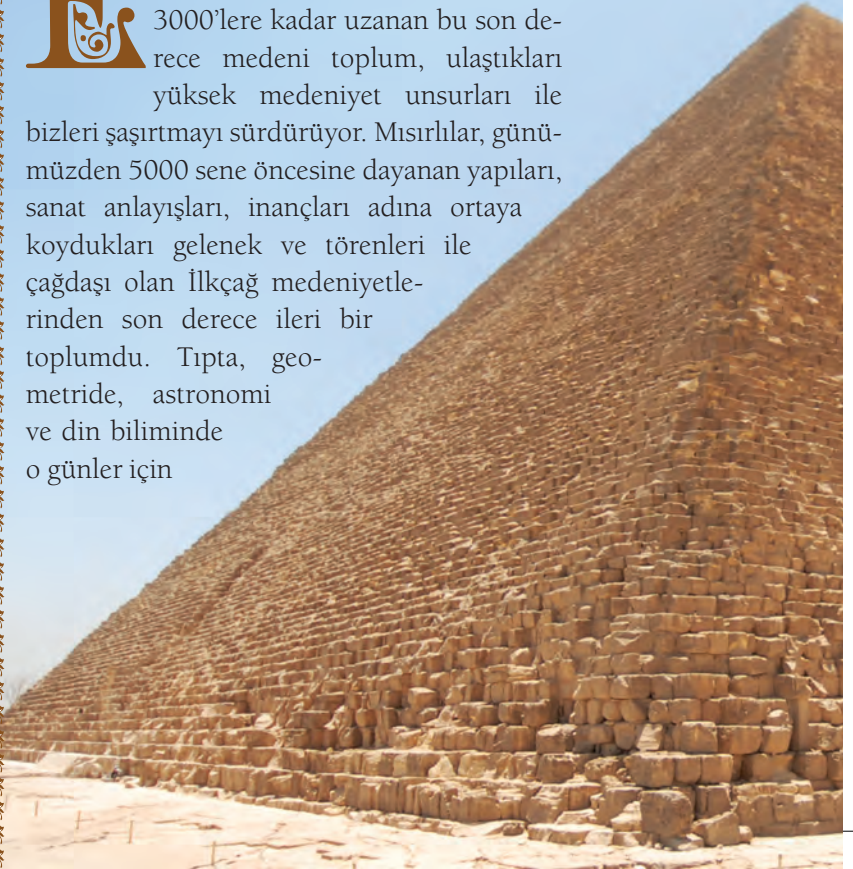 3000’lere kadar uzanan bu son de-
rece medeni toplum, ulaştıkları
yüksek medeniyet unsurları ile
bizleri şaşırtmayı sürdürüyor. Mısırlılar, günü-
müzden 5000 sene öncesine dayanan yapıları,
sanat anlayışları, inançları adına ortaya
koydukları gelenek ve törenleri ile
çağdaşı olan İlkçağ medeniyetle-
rinden son derece ileri bir
toplumdu. Tıpta, geo-
metride, astronomi
ve din biliminde
o günler için